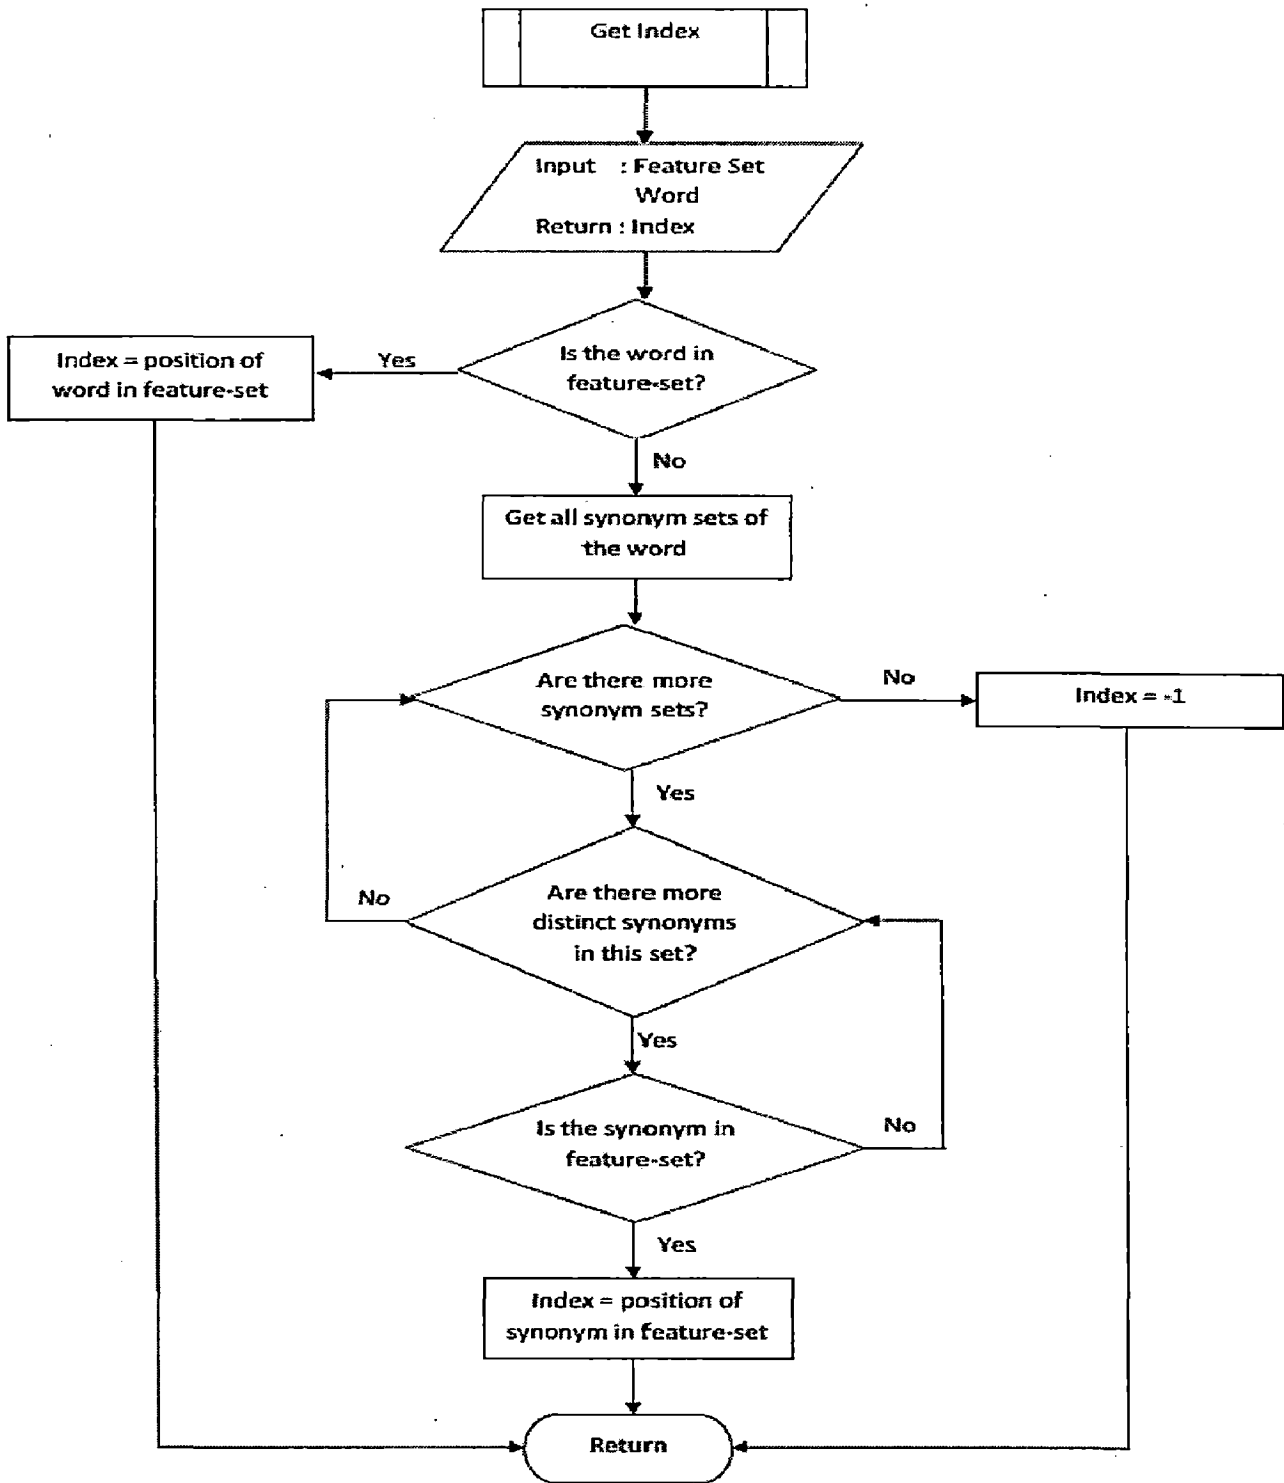 Get Index
Input : Feature Set
Word
Return : Index
Is the word in
feature-set?
Yes
Index = position of
word in feature-set
No
Get all synonym sets of
the word
Are there more
synonym sets?
No
Index = -1
Yes
Are there more
distinct synonyms
in this set?
No
Yes
Is the synonym in
feature-set?
No
Yes
Index = position of
synonym in feature-set
Return